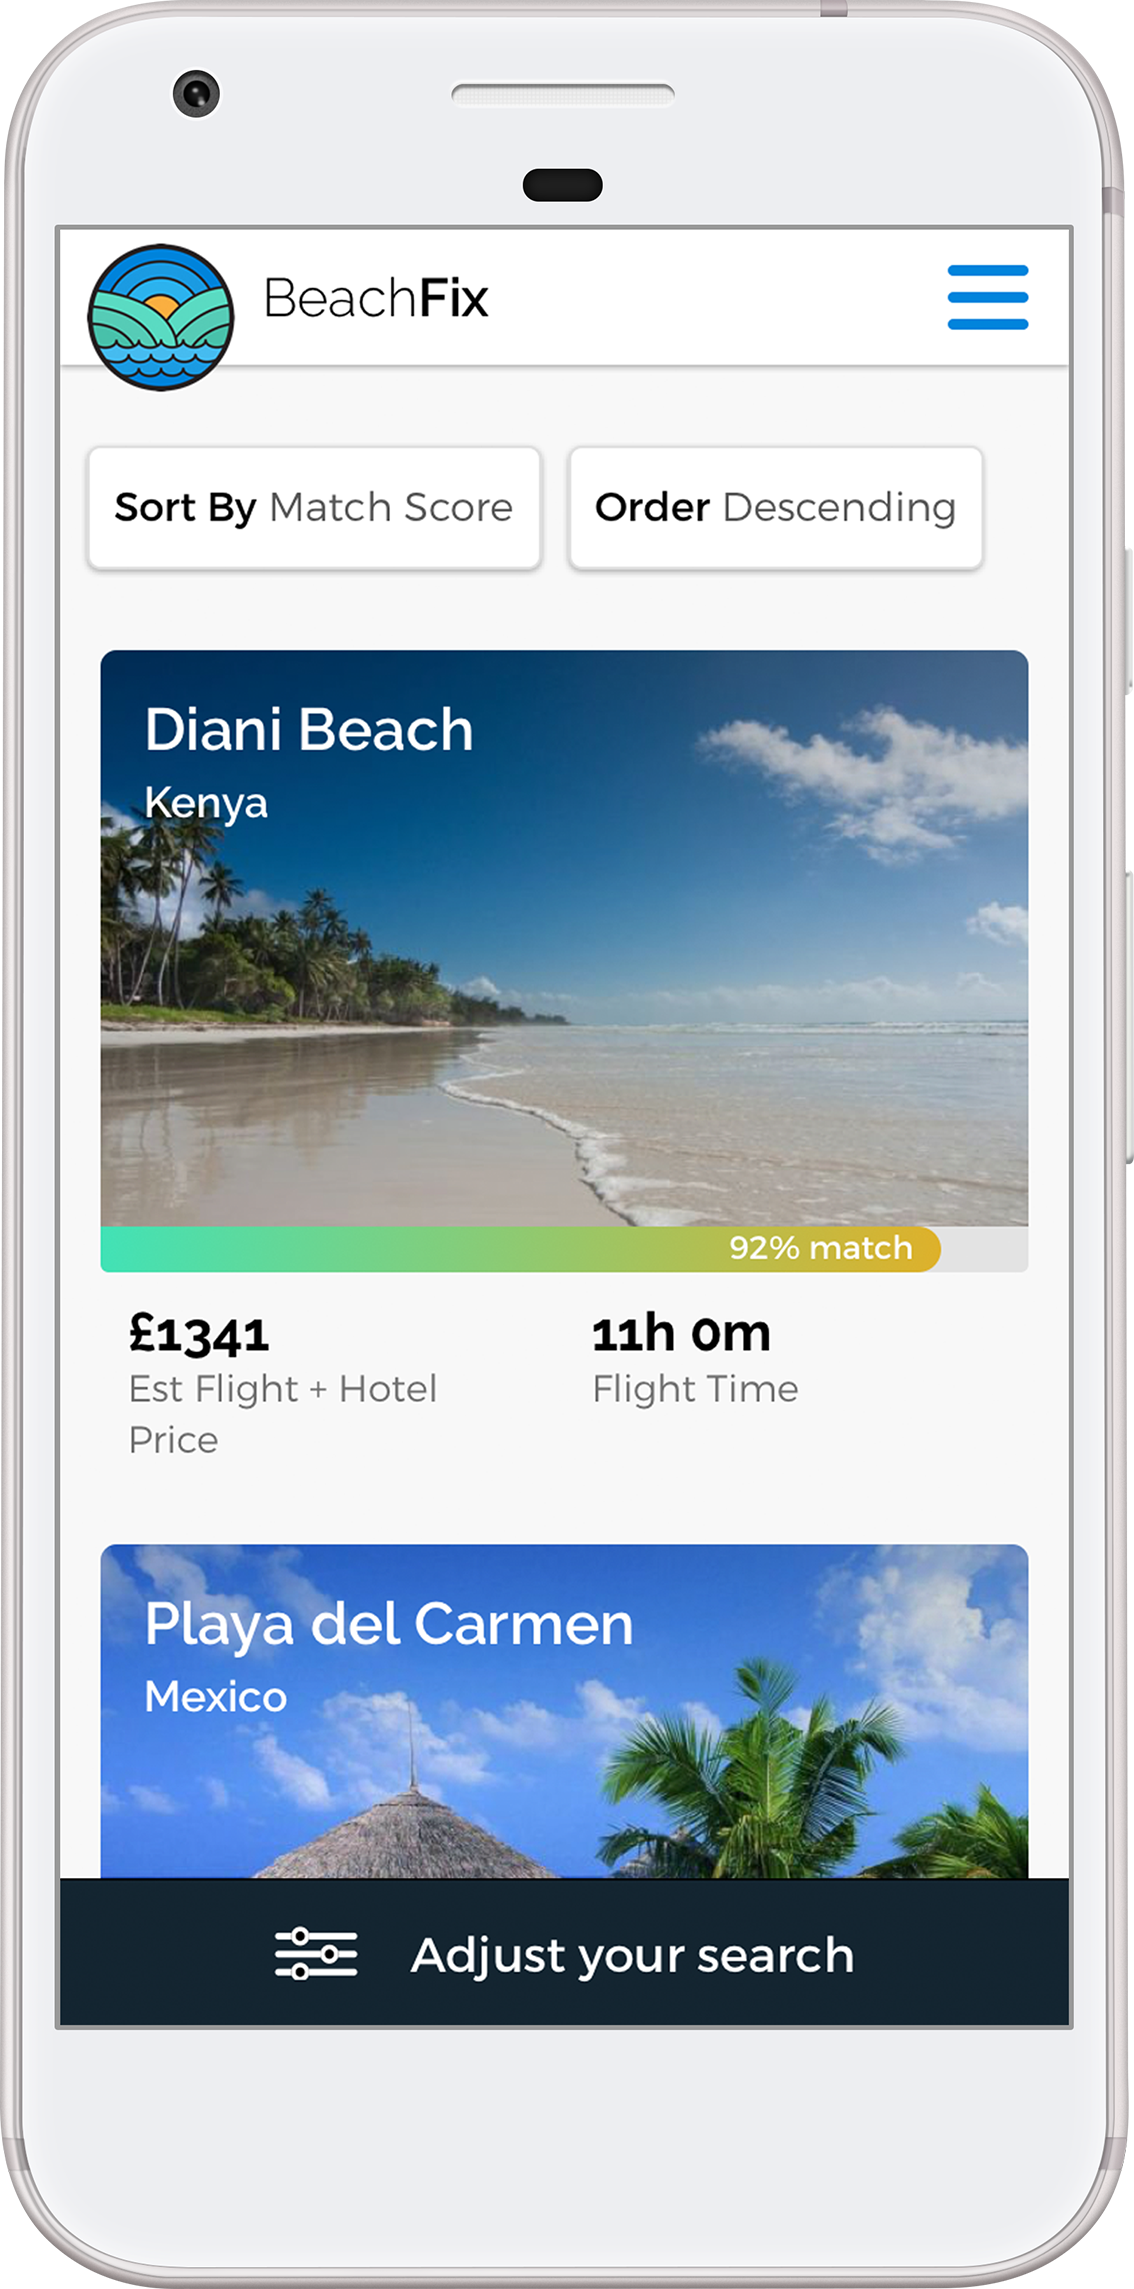 BeachFix
Sort By Match Score
Order Descending
Diani Beach
Kenya
92% match
£1341
Est Flight + Hotel
Price
11h 0m
Flight Time
Playa del Carmen
Mexico
Adjust your search